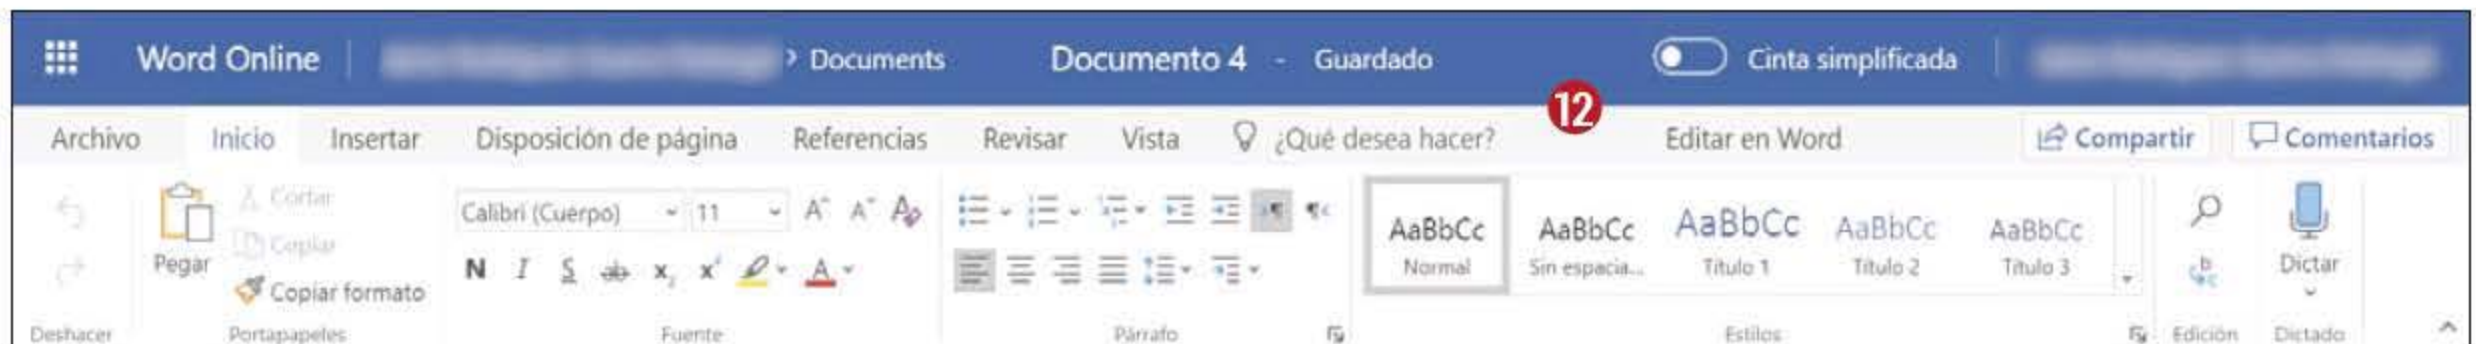 Word Online > Documents Documento 4 - Guardado Cinta simplificada
12
Archivo Inicio Insertar Disposición de página Referencias Revisar Vista ¿Qué desea hacer? Editar en Word Compartir Comentarios
Cortar
Copiar
Pegar
Copiar formato
Calibri (Cuerpo) 11
N I S ab x, x'
AaBbCc AaBbCc AaBbCc AaBbCc AaBbCc
Normal Sin espacia... Título 1 Título 2 Título 3
Dictar
Deshacer Portapapeles Fuente Párrafo Estilos Edición Dictado